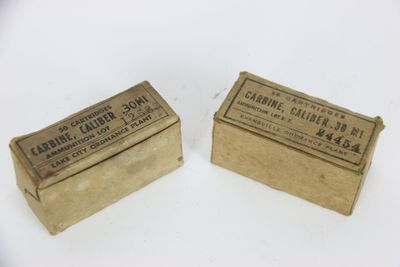 50 CARTRIDGES
CARBINE, CALIBER .30 M1
AMMUNITION LOT
LAKE CITY ORDNANCE PLANT
50 CARTRIDGES
CARBINE, CALIBER .30 M1
AMMUNITION LOT E.C.
24454
EVANSVILLE ORDNANCE PLANT